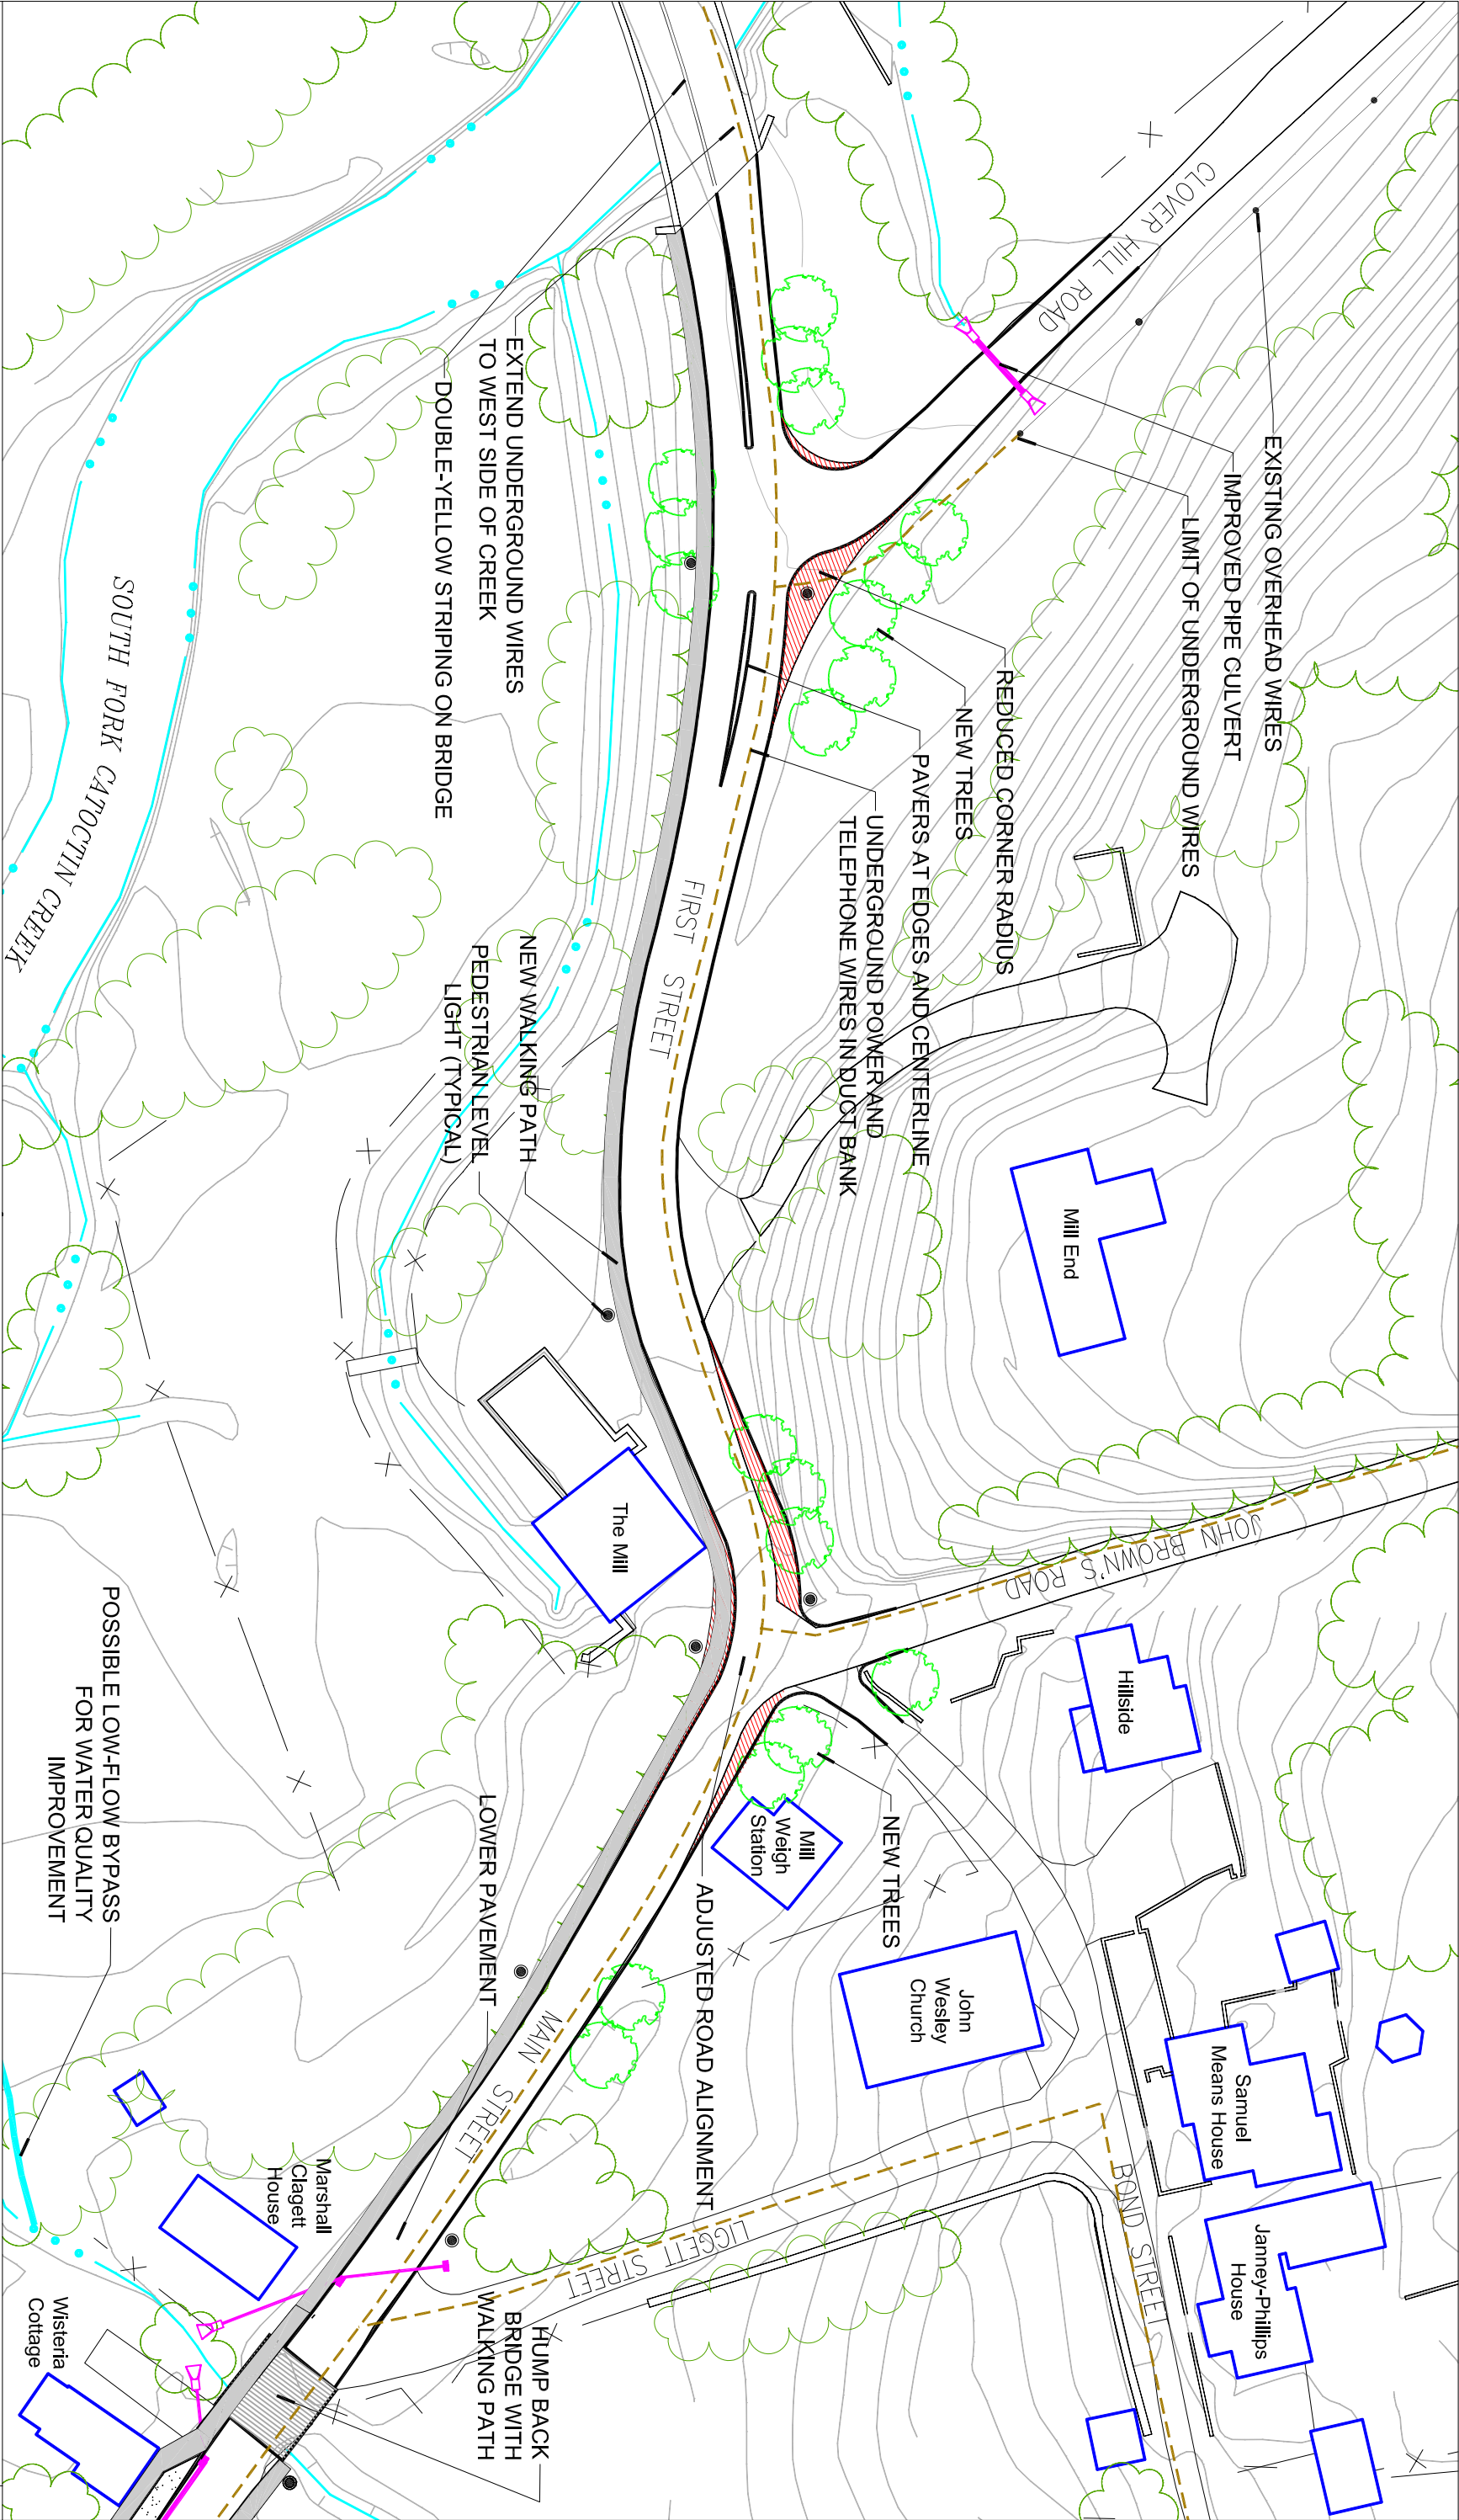 CLOVER HILL ROAD
EXISTING OVERHEAD WIRES
IMPROVED PIPE CULVERT
LIMIT OF UNDERGROUND WIRES
REDUCED CORNER RADIUS
NEW TREES
PAVERS AT EDGES AND CENTERLINE
UNDERGROUND POWER AND
TELEPHONE WIRES IN DUCT BANK
EXTEND UNDERGROUND WIRES
TO WEST SIDE OF CREEK
DOUBLE-YELLOW STRIPING ON BRIDGE
SOUTH FORK CATOCTIN CREEK
FIRST STREET
NEW WALKING PATH
PEDESTRIAN LEVEL
LIGHT (TYPICAL)
Mill End
The Mill
JOHN BROWN'S ROAD
Hillside
Mill
Weigh
Station
NEW TREES
ADJUSTED ROAD ALIGNMENT
LOWER PAVEMENT
POSSIBLE LOW-FLOW BYPASS
FOR WATER QUALITY
IMPROVEMENT
John
Wesley
Church
Samuel
Means House
MAIN STREET
BOND STREET
LIGGETT STREET
Janney-Phillips
House
Marshall
Clagett
House
HUMP BACK
BRIDGE WITH
WALKING PATH
Wisteria
Cottage